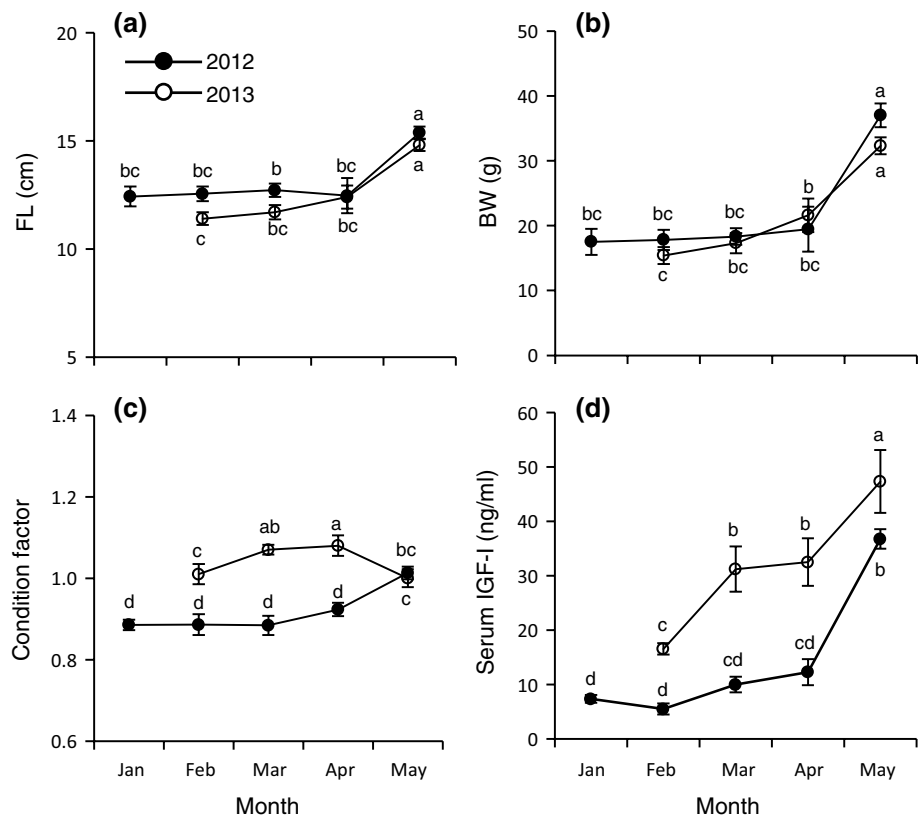 (a)
20
15
10
5
FL (cm)
2012
2013
bc
bc
b
bc
a
c
bc
bc
a
(b)
50
40
30
20
10
0
BW (g)
bc
bc
bc
b
a
c
bc
bc
a
(c)
1.4
1.2
1.0
0.8
0.6
Condition factor
c
ab
a
bc
d
d
d
d
c
Jan
Feb
Mar
Apr
May
Month
(d)
60
50
40
30
20
10
0
Serum IGF-I (ng/ml)
a
b
b
c
b
d
d
cd
cd
Jan
Feb
Mar
Apr
May
Month